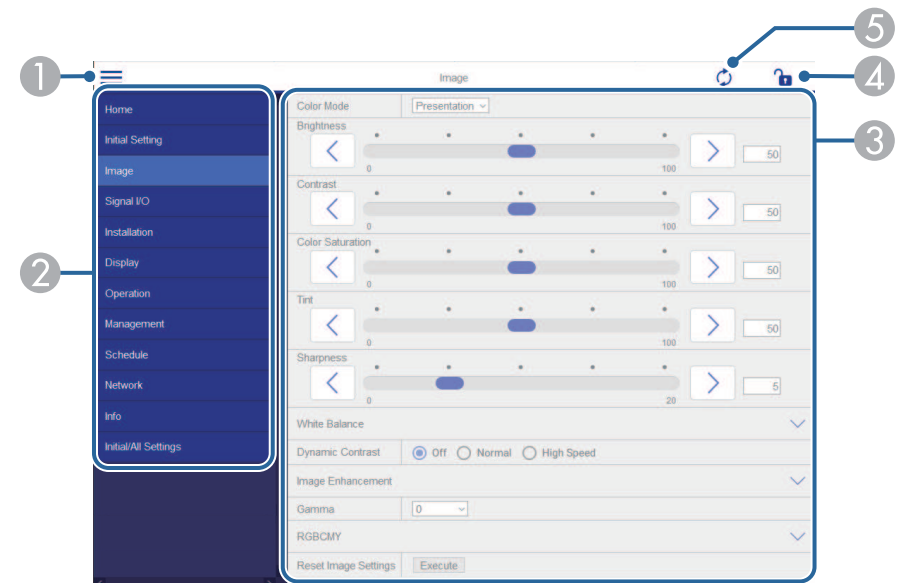 5
1
Image
4
Home
Initial Setting
Image
Signal I/O
Installation
Display
Operation
Management
Schedule
Network
Info
Initial/All Settings
2
3
Color Mode Presentation
Brightness
0 100 50
Contrast
0 100 50
Color Saturation
0 100 50
Tint
0 100 50
Sharpness
0 20 5
White Balance
Dynamic Contrast Off Normal High Speed
Image Enhancement
Gamma 0
RGBCMY
Reset Image Settings Execute